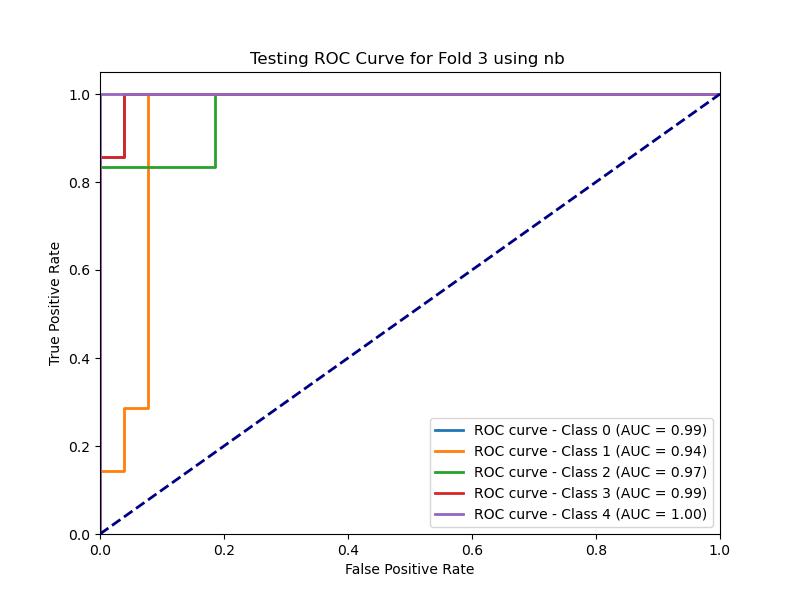 Testing ROC Curve for Fold 3 using nb
1.0
0.8
0.6
0.4
0.2
0.0
True Positive Rate
ROC curve - Class 0 (AUC = 0.99)
ROC curve - Class 1 (AUC = 0.94)
ROC curve - Class 2 (AUC = 0.97)
ROC curve - Class 3 (AUC = 0.99)
ROC curve - Class 4 (AUC = 1.00)
0.0 0.2 0.4 0.6 0.8 1.0
False Positive Rate